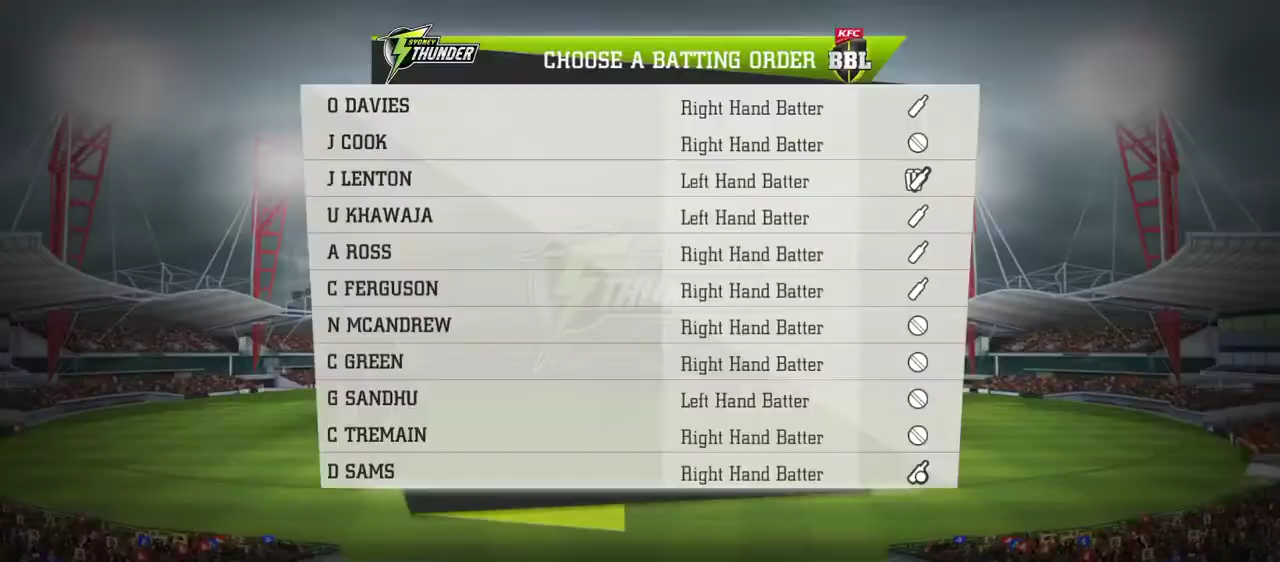 SYDNEY
THUNDER
CHOOSE A BATTING ORDER
KFC
BBL
O DAVIES Right Hand Batter
J COOK Right Hand Batter
J LENTON Left Hand Batter
U KHAWAJA Left Hand Batter
A ROSS Right Hand Batter
C FERGUSON Right Hand Batter
N MCANDREW Right Hand Batter
C GREEN Right Hand Batter
G SANDHU Left Hand Batter
C TREMAIN Right Hand Batter
D SAMS Right Hand Batter